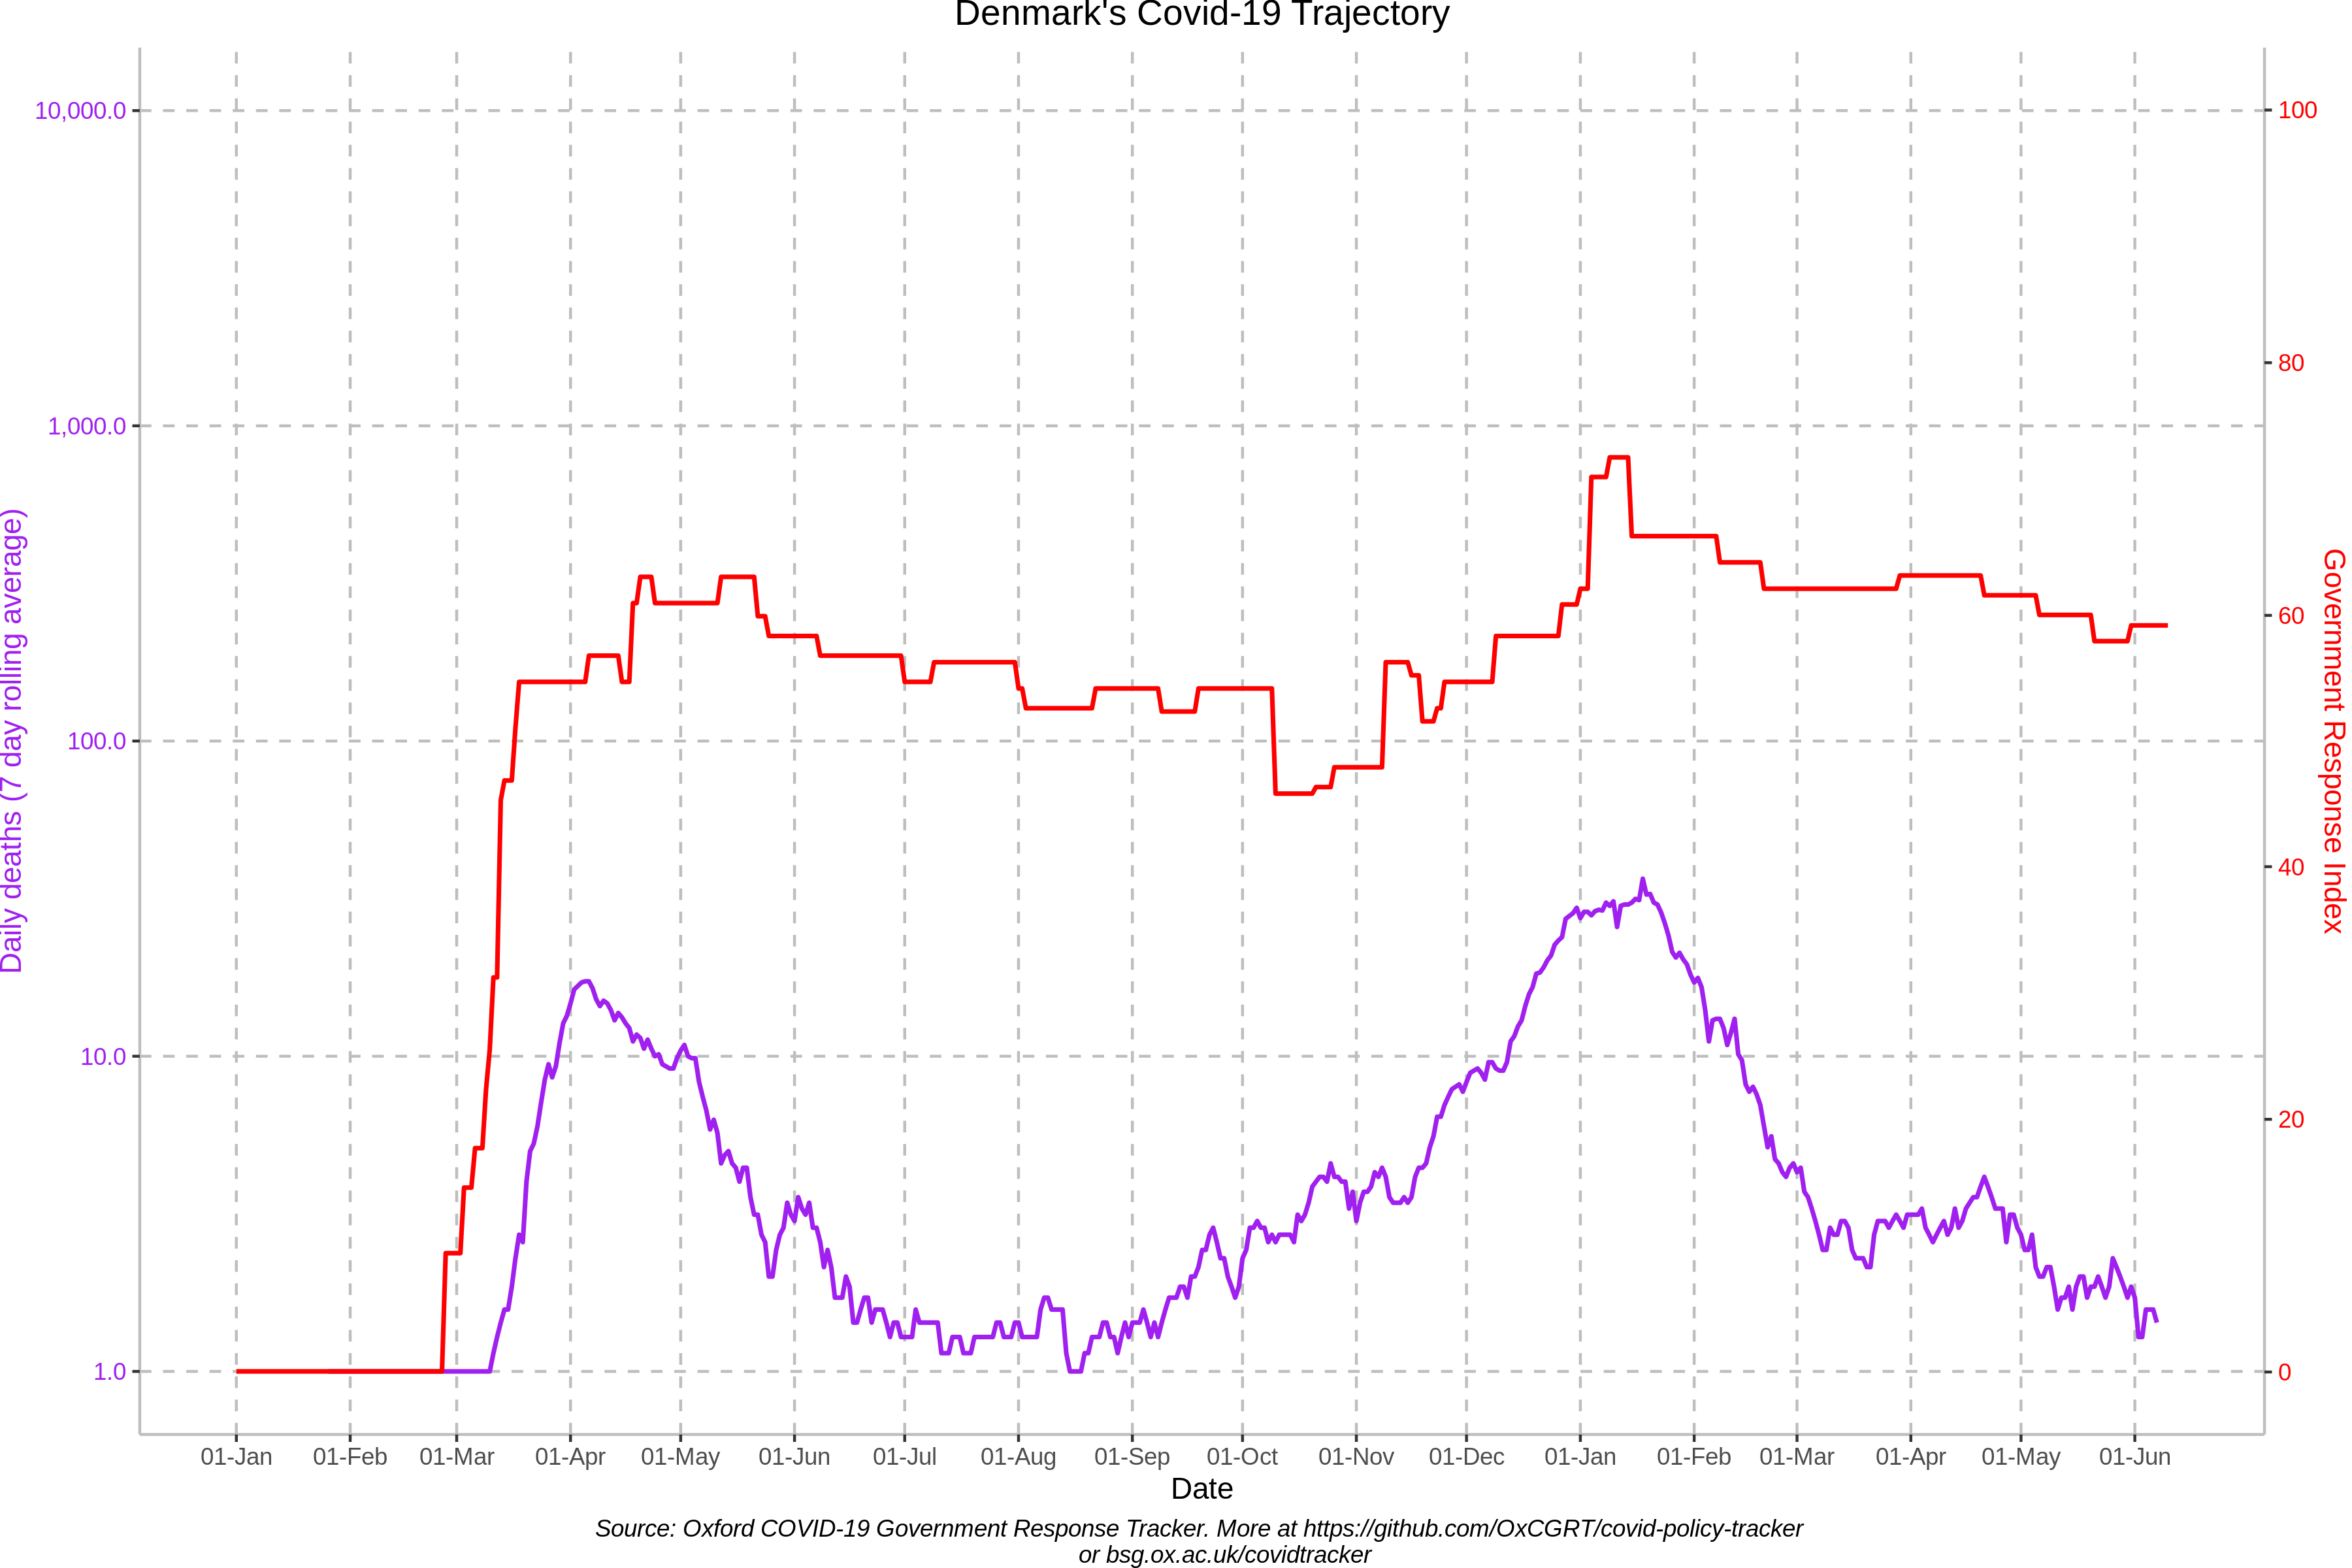 Denmark's Covid-19 Trajectory
10,000.0
1,000.0
100.0
10.0
1.0
Daily deaths (7 day rolling average)
100
80
60
40
20
0
Government Response Index
01-Jan 01-Feb 01-Mar 01-Apr 01-May 01-Jun 01-Jul 01-Aug 01-Sep 01-Oct 01-Nov 01-Dec 01-Jan 01-Feb 01-Mar 01-Apr 01-May 01-Jun
Date
Source: Oxford COVID-19 Government Response Tracker. More at https://github.com/OxCGRT/covid-policy-tracker
or bsg.ox.ac.uk/covidtracker